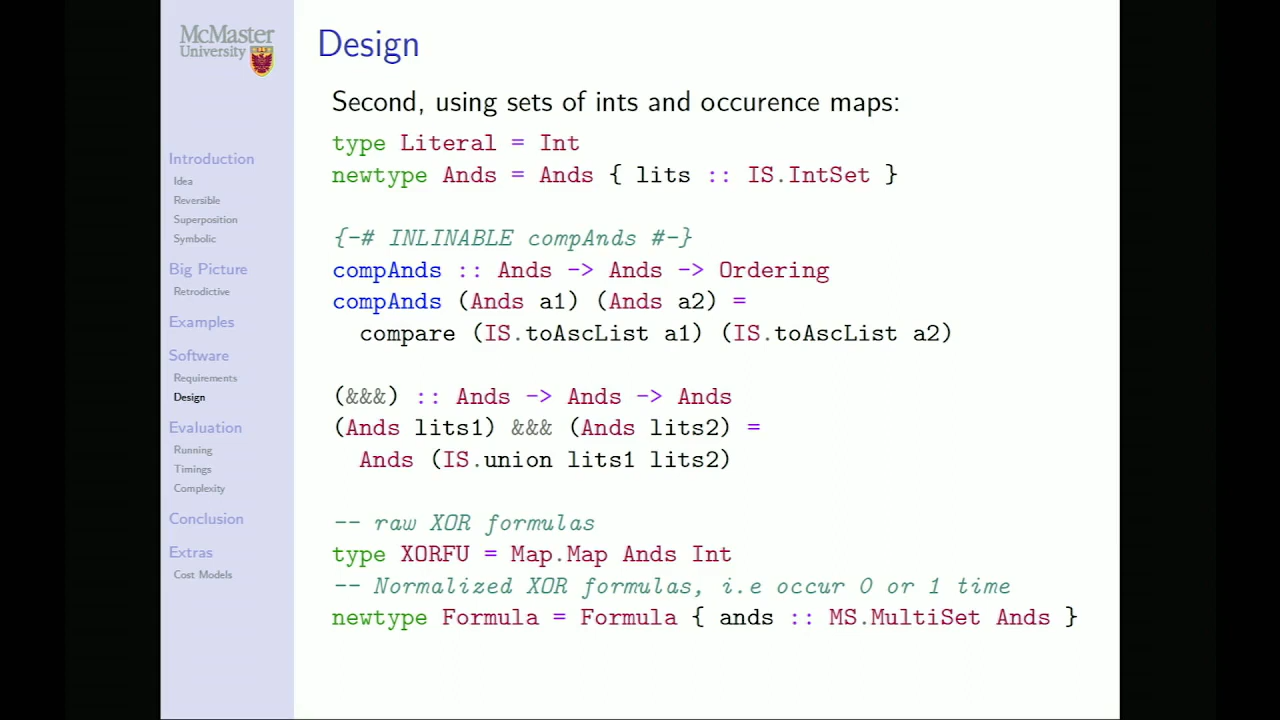 McMaster
University
Introduction
Idea
Reversible
Superposition
Symbolic
Big Picture
Retrodictive
Examples
Software
Requirements
Design
Evaluation
Running
Timings
Complexity
Conclusion
Extras
Cost Models
Design
Second, using sets of ints and occurence maps:
type Literal = Int
newtype Ands = Ands { lits :: IS.IntSet }
{-# INLINABLE compAnds #-}
compAnds :: Ands -> Ands -> Ordering
compAnds (Ands a1) (Ands a2) =
compare (IS.toAscList a1) (IS.toAscList a2)
(&&&) :: Ands -> Ands -> Ands
(Ands lits1) &&& (Ands lits2) =
Ands (IS.union lits1 lits2)
-- raw XOR formulas
type XORFU = Map.Map Ands Int
-- Normalized XOR formulas, i.e occur 0 or 1 time
newtype Formula = Formula { ands :: MS.MultiSet Ands }